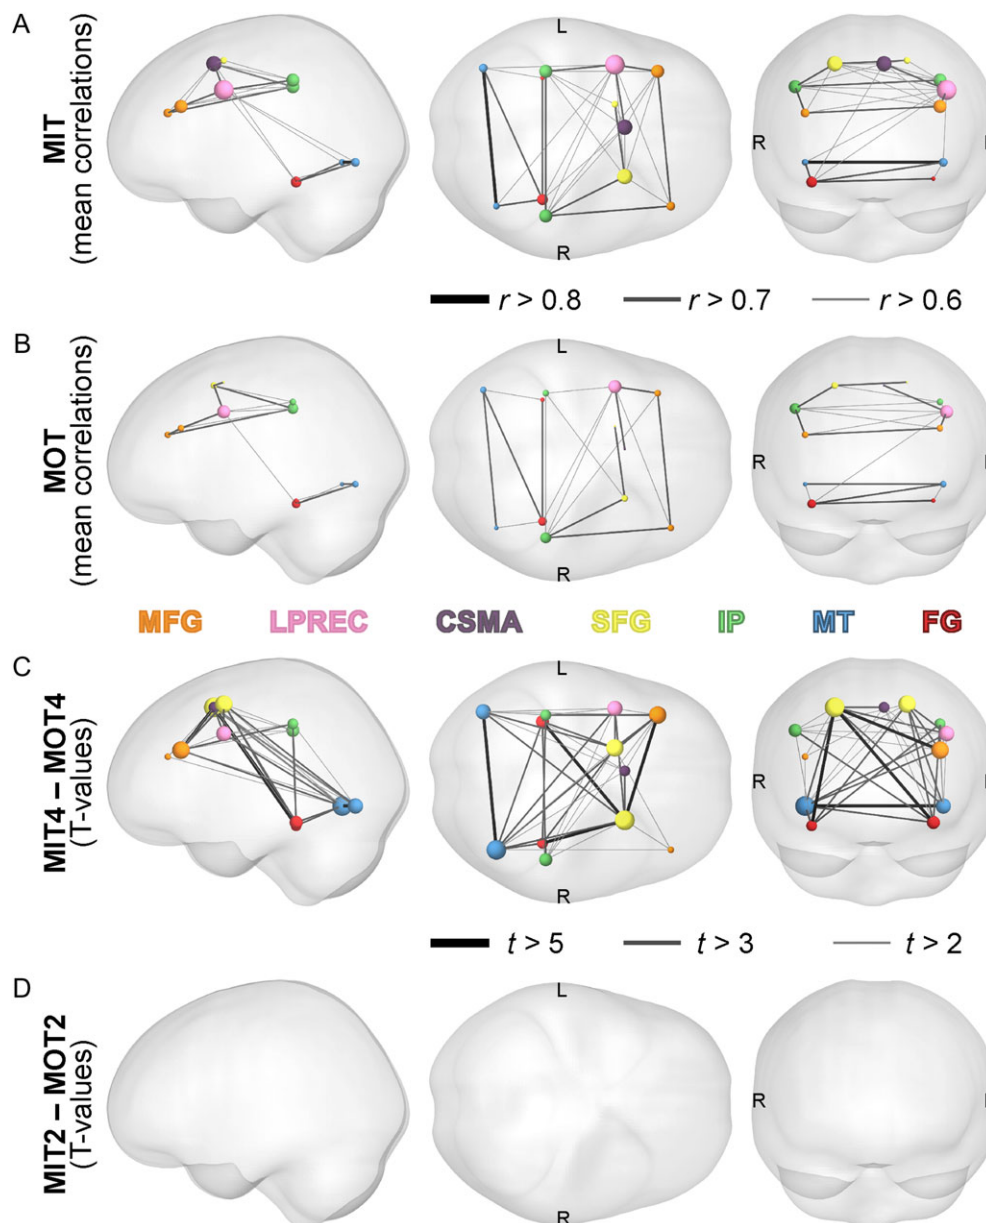 A
MIT
(mean correlations)
L
R
R
r > 0.8
r > 0.7
r > 0.6
B
MOT
(mean correlations)
L
R
R
MFG LPREC CSMA SFG IP MT FG
C
MIT4 – MOT4
(T-values)
L
R
R
t > 5
t > 3
t > 2
D
MIT2 – MOT2
(T-values)
L
R
R